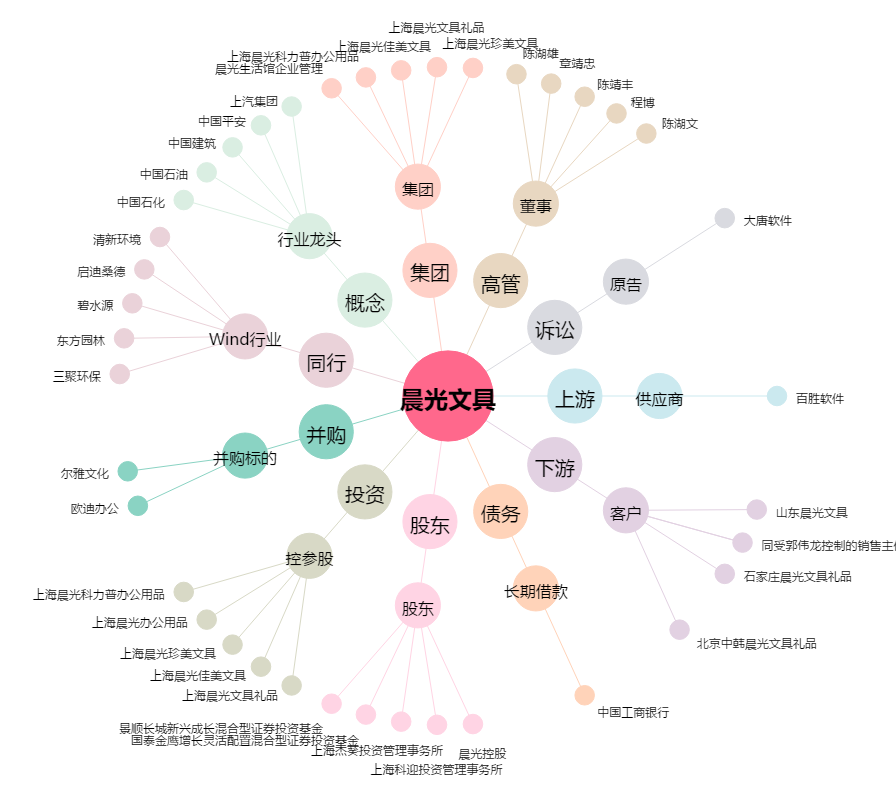 上海晨光文具礼品
上海晨光佳美文具
上海晨光珍美文具
上海晨光科力普办公用品
晨光生活馆企业管理
陈湖雄
章靖忠
陈靖丰
程博
陈湖文
上汽集团
中国平安
中国建筑
中国石油
中国石化
集团
董事
大唐软件
行业龙头
清新环境
启迪桑德
碧水源
东方园林
三聚环保
集团
高管
原告
概念
诉讼
Wind行业
同行
晨光文具
上游
供应商
百胜软件
并购
并购标的
尔雅文化
欧迪办公
下游
客户
山东晨光文具
同受郭伟龙控制的销售主
石家庄晨光文具礼品
北京中韩晨光文具礼品
投资
股东
债务
控参股
上海晨光科力普办公用品
上海晨光办公用品
上海晨光珍美文具
上海晨光佳美文具
上海晨光文具礼品
股东
长期借款
中国工商银行
景顺长城新兴成长混合型证券投资基金
国泰金鹰增长灵活配置混合型证券投资基金
上海杰葵投资管理事务所
上海科迎投资管理事务所
晨光控股